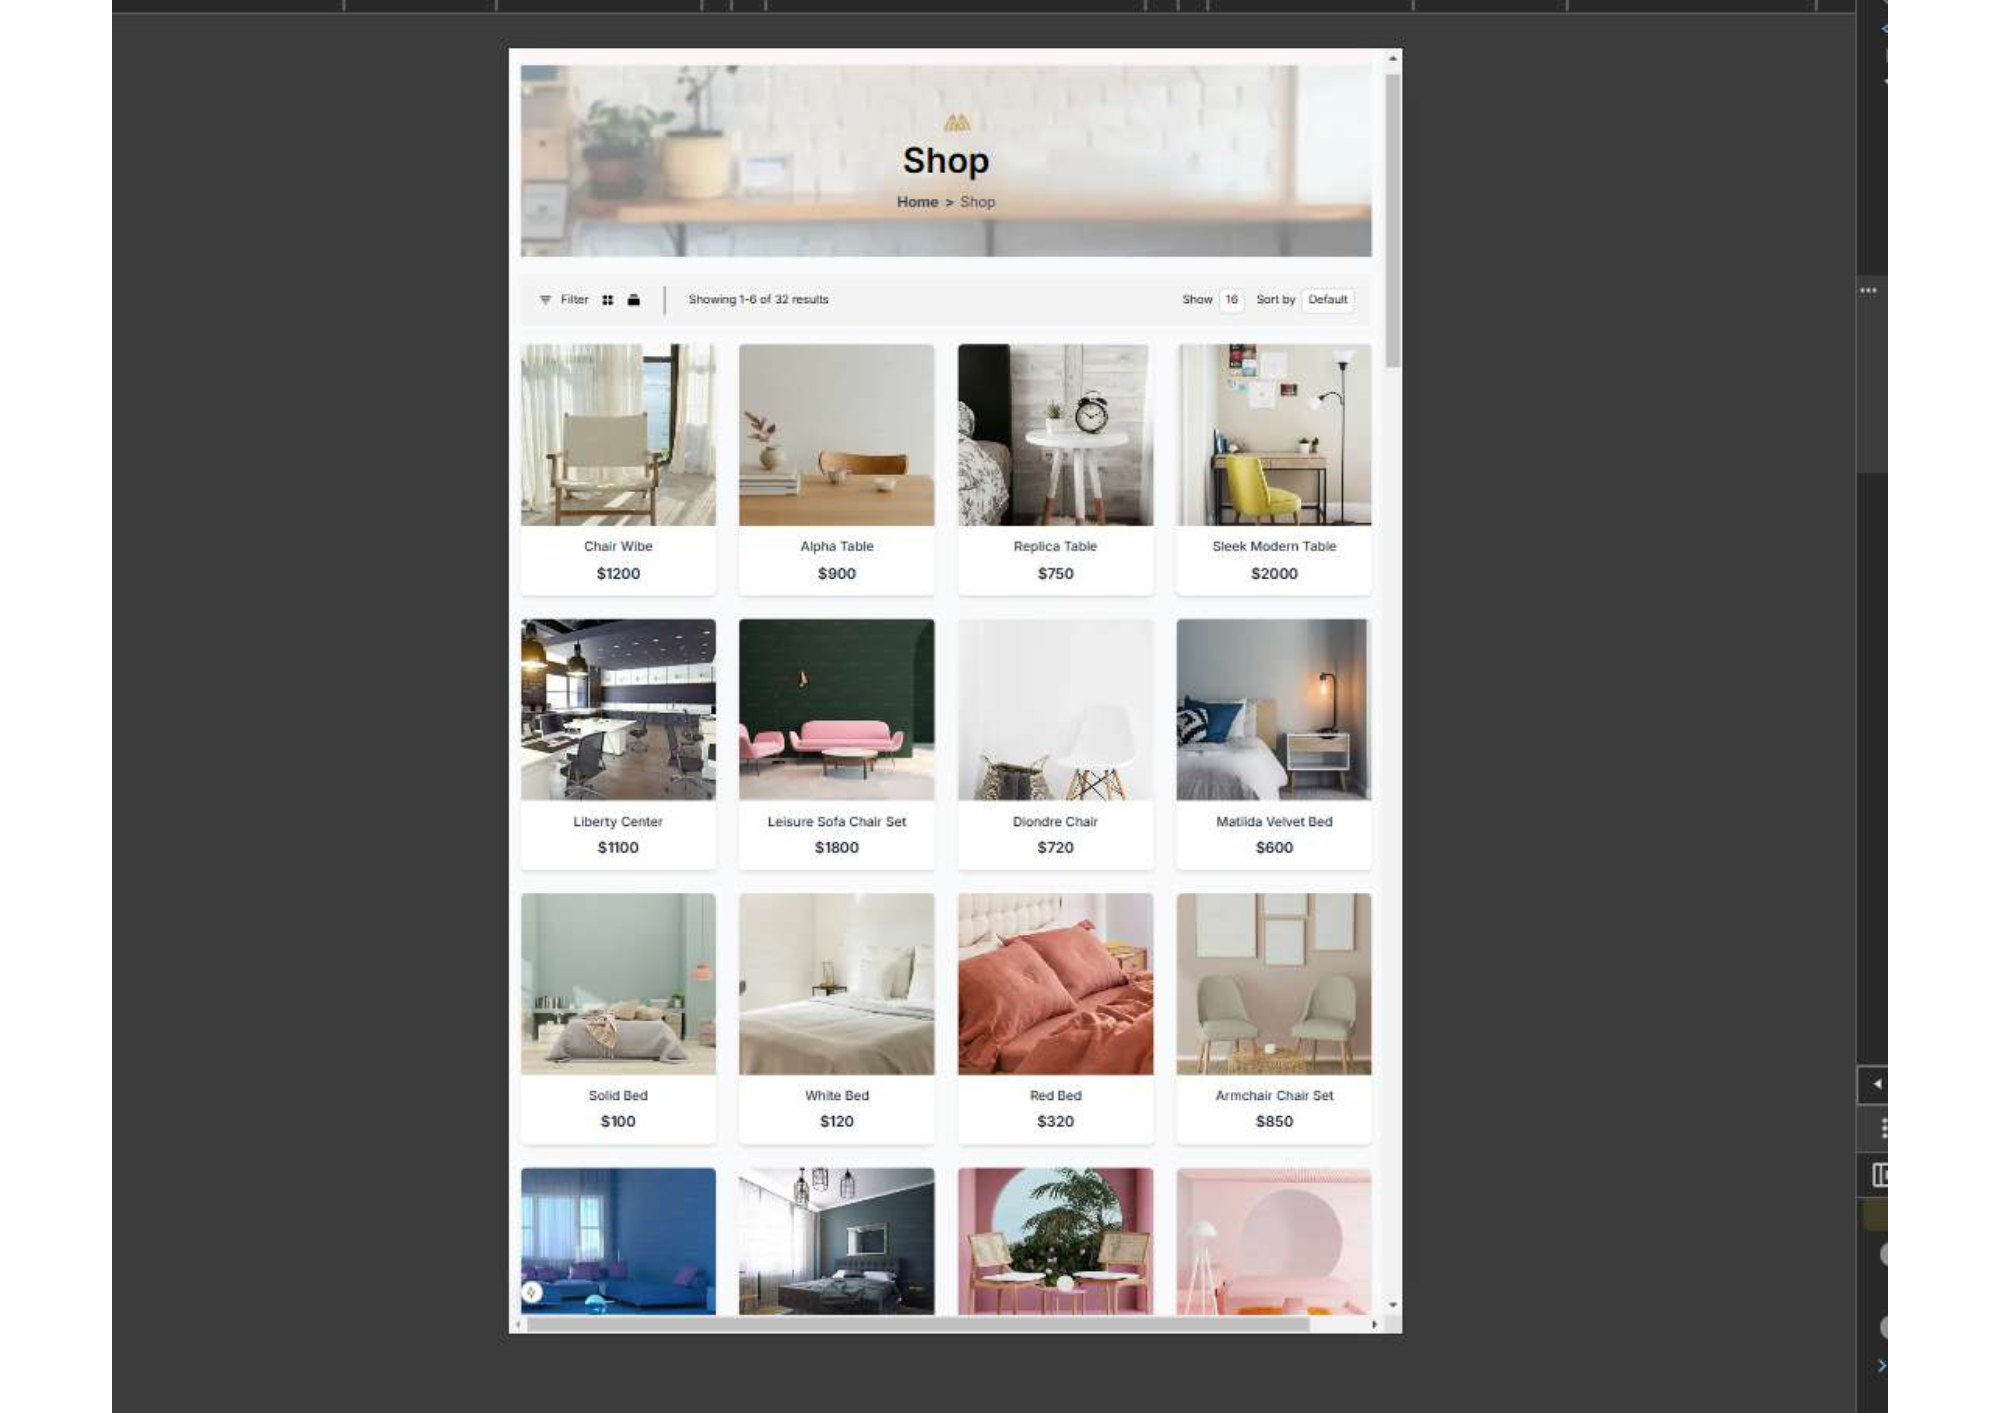 Shop
Home > Shop
Filter Showing 1-6 of 32 results Show 16 Sort by Default
Chair Wibe Alpha Table Replica Table Sleek Modern Table
$1200 $900 $750 $2000
Liberty Center Leisure Sofa Chair Set Diondre Chair Matilda Velvet Bed
$1100 $1800 $720 $600
Solid Bed White Bed Red Bed Armchair Chair Set
$100 $120 $320 $850